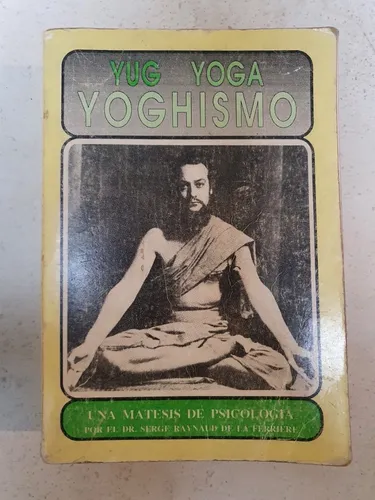 YUG YOGA
YOGHISMO
UNA MATESIS DE PSICOLOGIA
POR EL DR. SERGE RAYNAUD DE LA FERRIERE